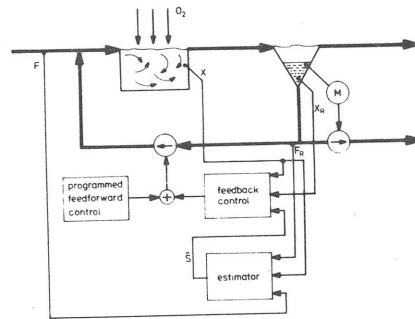 O2
F
X
M
XR
FR
programmed
feedforward
control
+
feedback
control
S̄
estimator